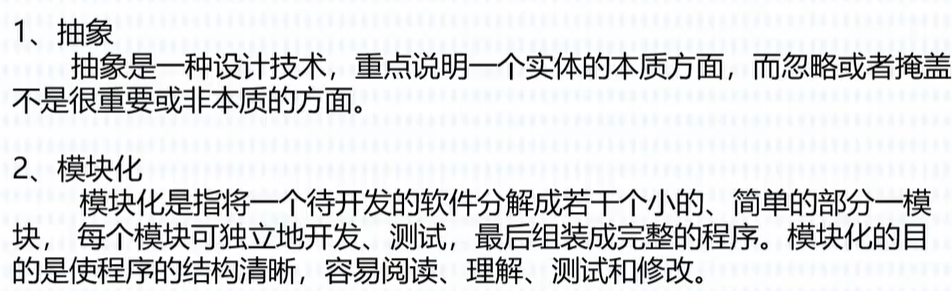 1、抽象
抽象是一种设计技术，重点说明一个实体的本质方面，而忽略或者掩盖
不是很重要或非本质的方面。
2、模块化
模块化是指将一个待开发的软件分解成若干个小的、简单的部分—模
块，每个模块可独立地开发、测试，最后组装成完整的程序。模块化的目
的是使程序的结构清晰，容易阅读、理解、测试和修改。